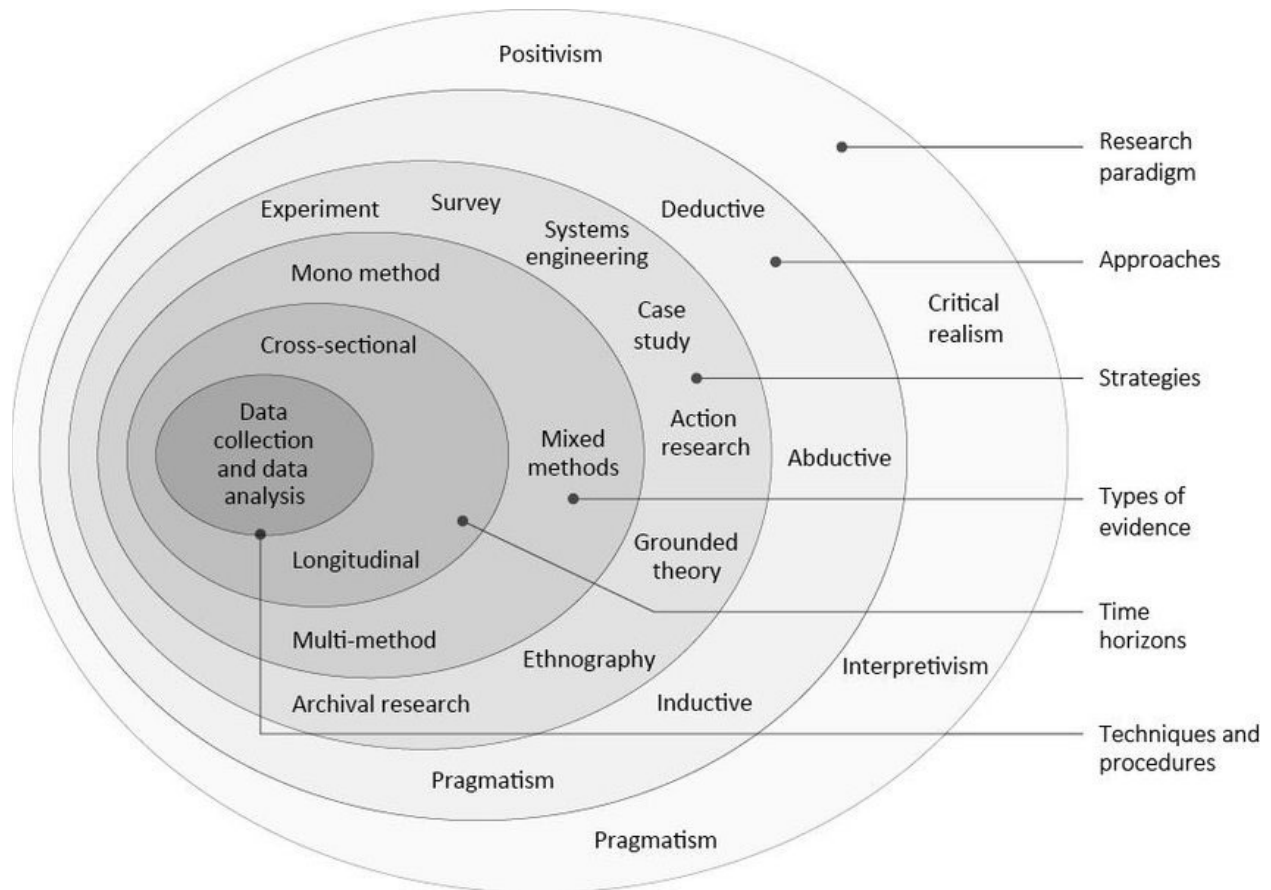 Positivism
Research
paradigm
Deductive
Approaches
Critical
realism
Experiment
Survey
Systems
engineering
Case
study
Strategies
Action
research
Abductive
Mono method
Mixed
methods
Types of
evidence
Cross-sectional
Data
collection
and data
analysis
Grounded
theory
Longitudinal
Time
horizons
Multi-method
Ethnography
Interpretivism
Archival research
Inductive
Techniques and
procedures
Pragmatism
Pragmatism